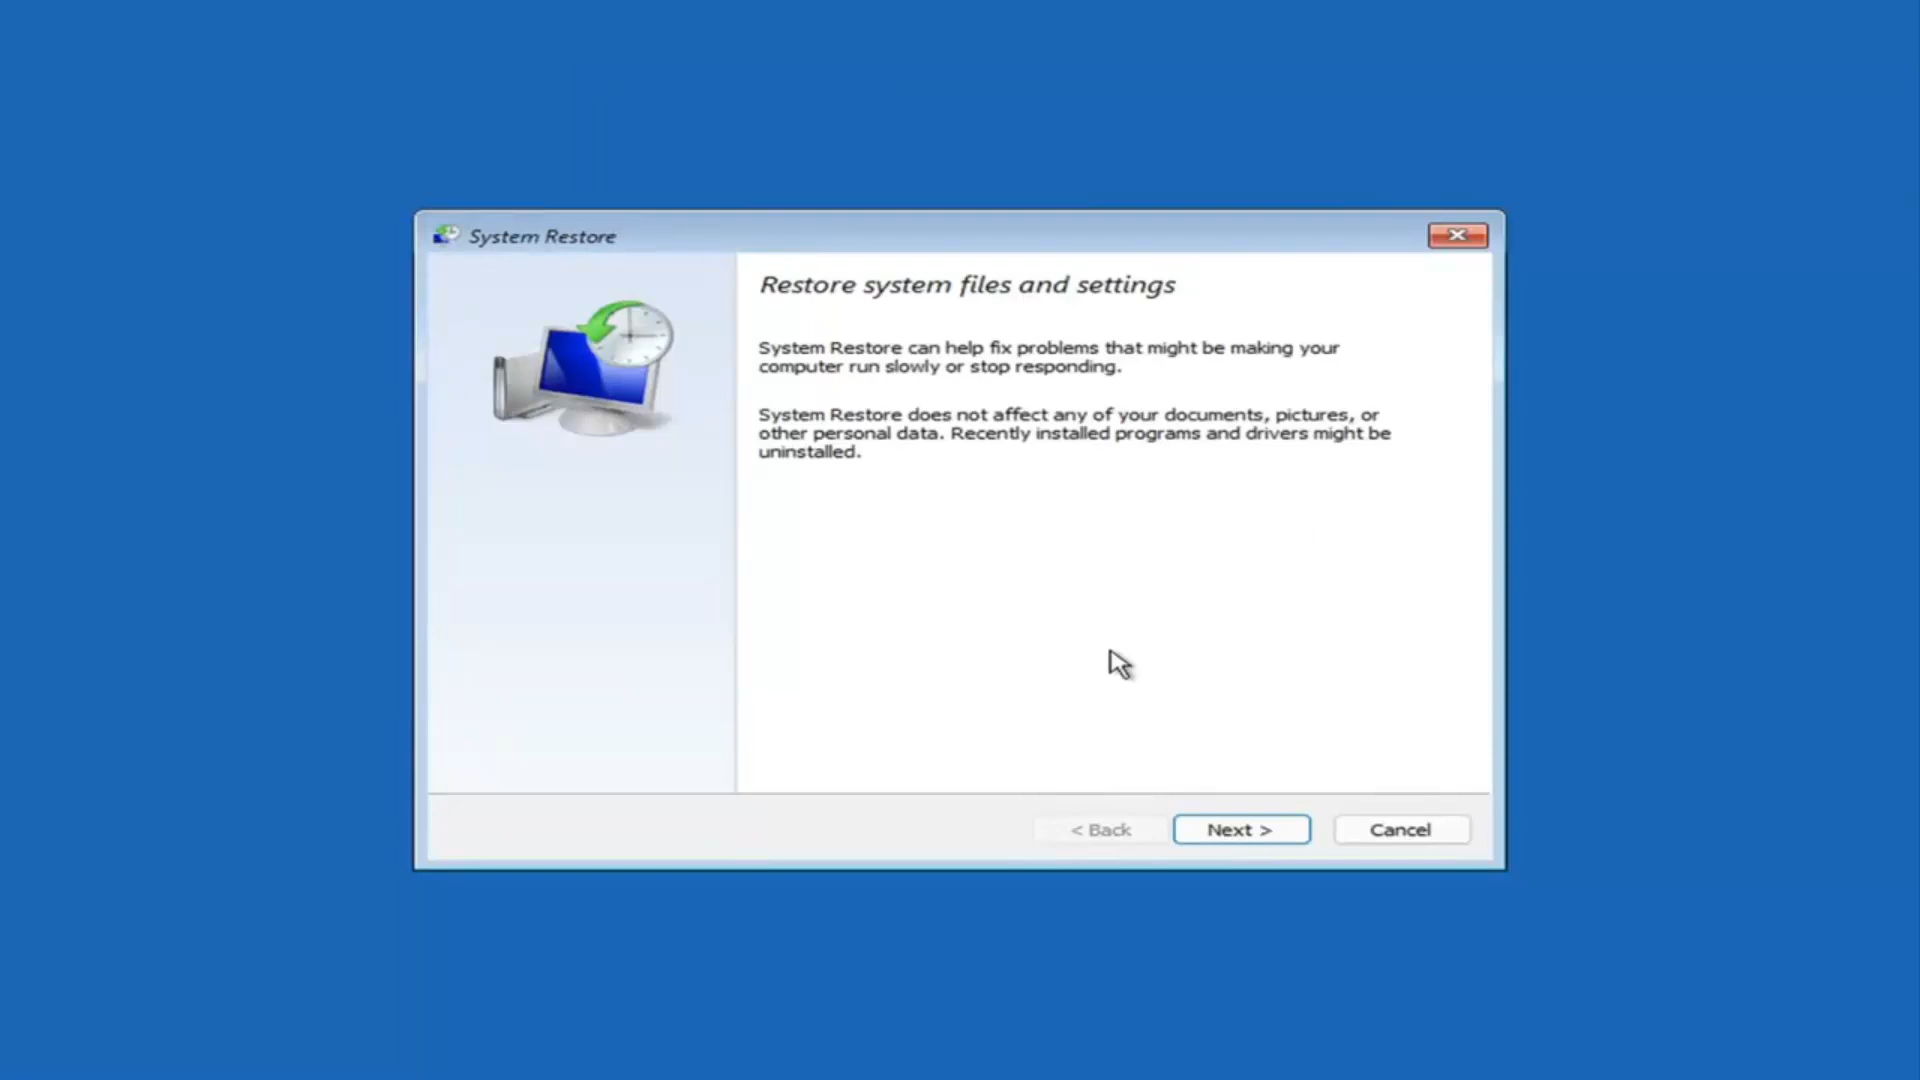 System Restore
Restore system files and settings
System Restore can help fix problems that might be making your
computer run slowly or stop responding.
System Restore does not affect any of your documents, pictures, or
other personal data. Recently installed programs and drivers might be
uninstalled.
< Back
Next >
Cancel